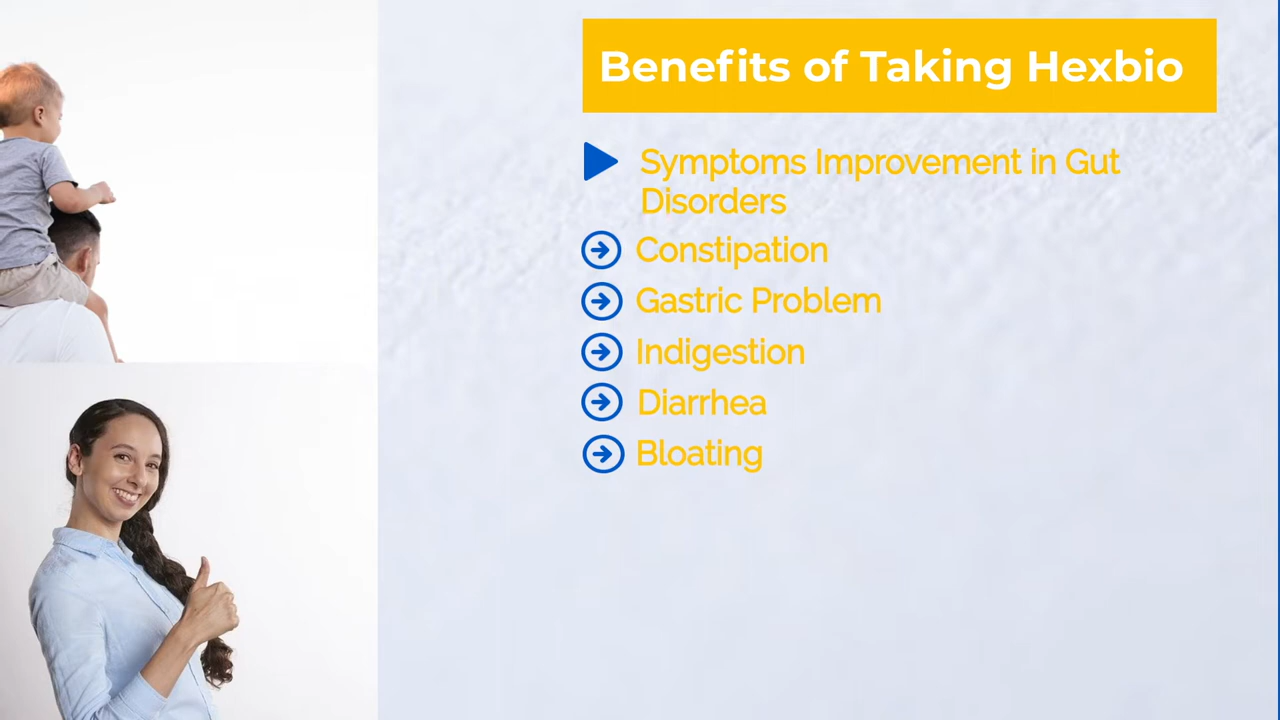 Benefits of Taking Hexbio
Symptoms Improvement in Gut
Disorders
Constipation
Gastric Problem
Indigestion
Diarrhea
Bloating